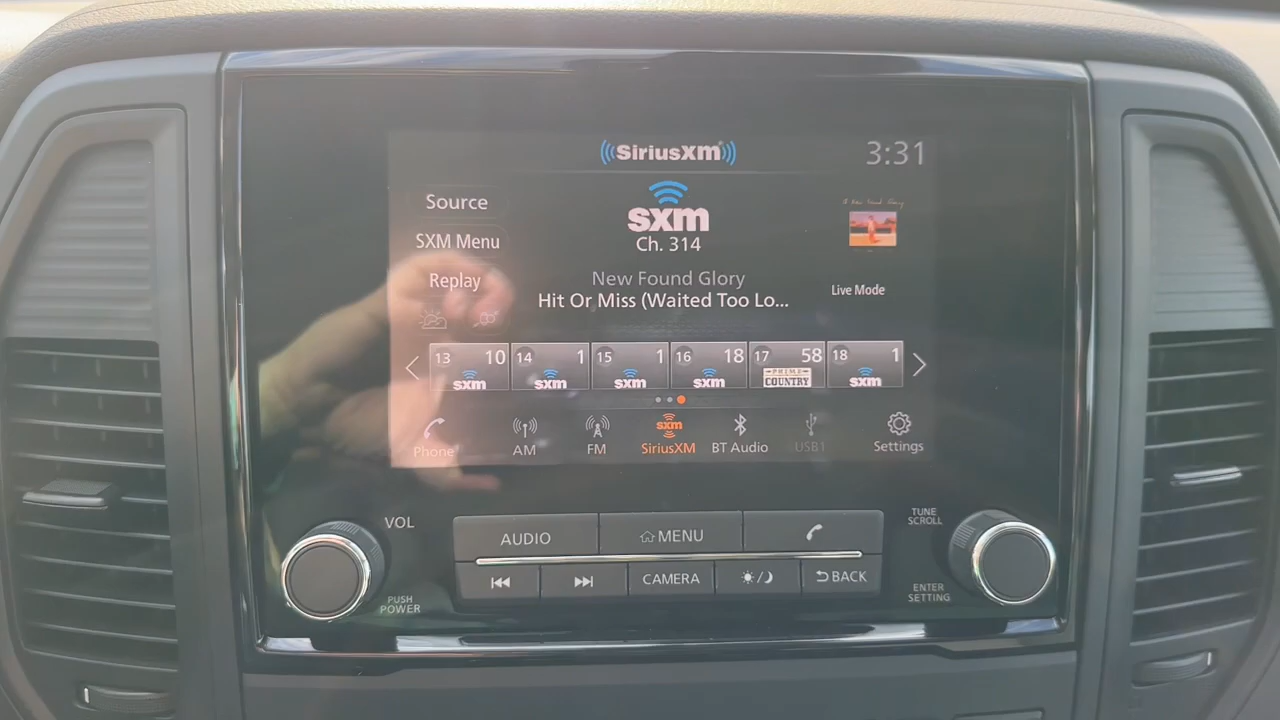 SiriusXM
3:31
Source
sxm
SXM Menu
Ch. 314
Replay
New Found Glory
Hit Or Miss (Waited Too Lo...
Live Mode
13 10 sxm
14 1 sxm
15 1 sxm
16 18 sxm
17 58 PRIME COUNTRY
18 1 sxm
Phone
AM
FM
sxm
SiriusXM
BT Audio
USB1
Settings
VOL
PUSH
POWER
AUDIO
MENU
CAMERA
BACK
TUNE
SCROLL
ENTER
SETTING